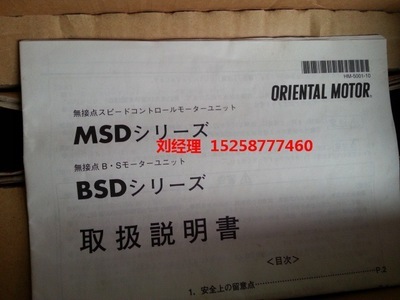 HM-5001-10
ORIENTAL MOTOR
無接点スピードコントロールモーターユニット
MSDシリーズ
刘经理 15258777460
無接点B・Sモーターユニット
BSDシリーズ
取扱説明書
<目次>
1. 安全上の留意点 P.2